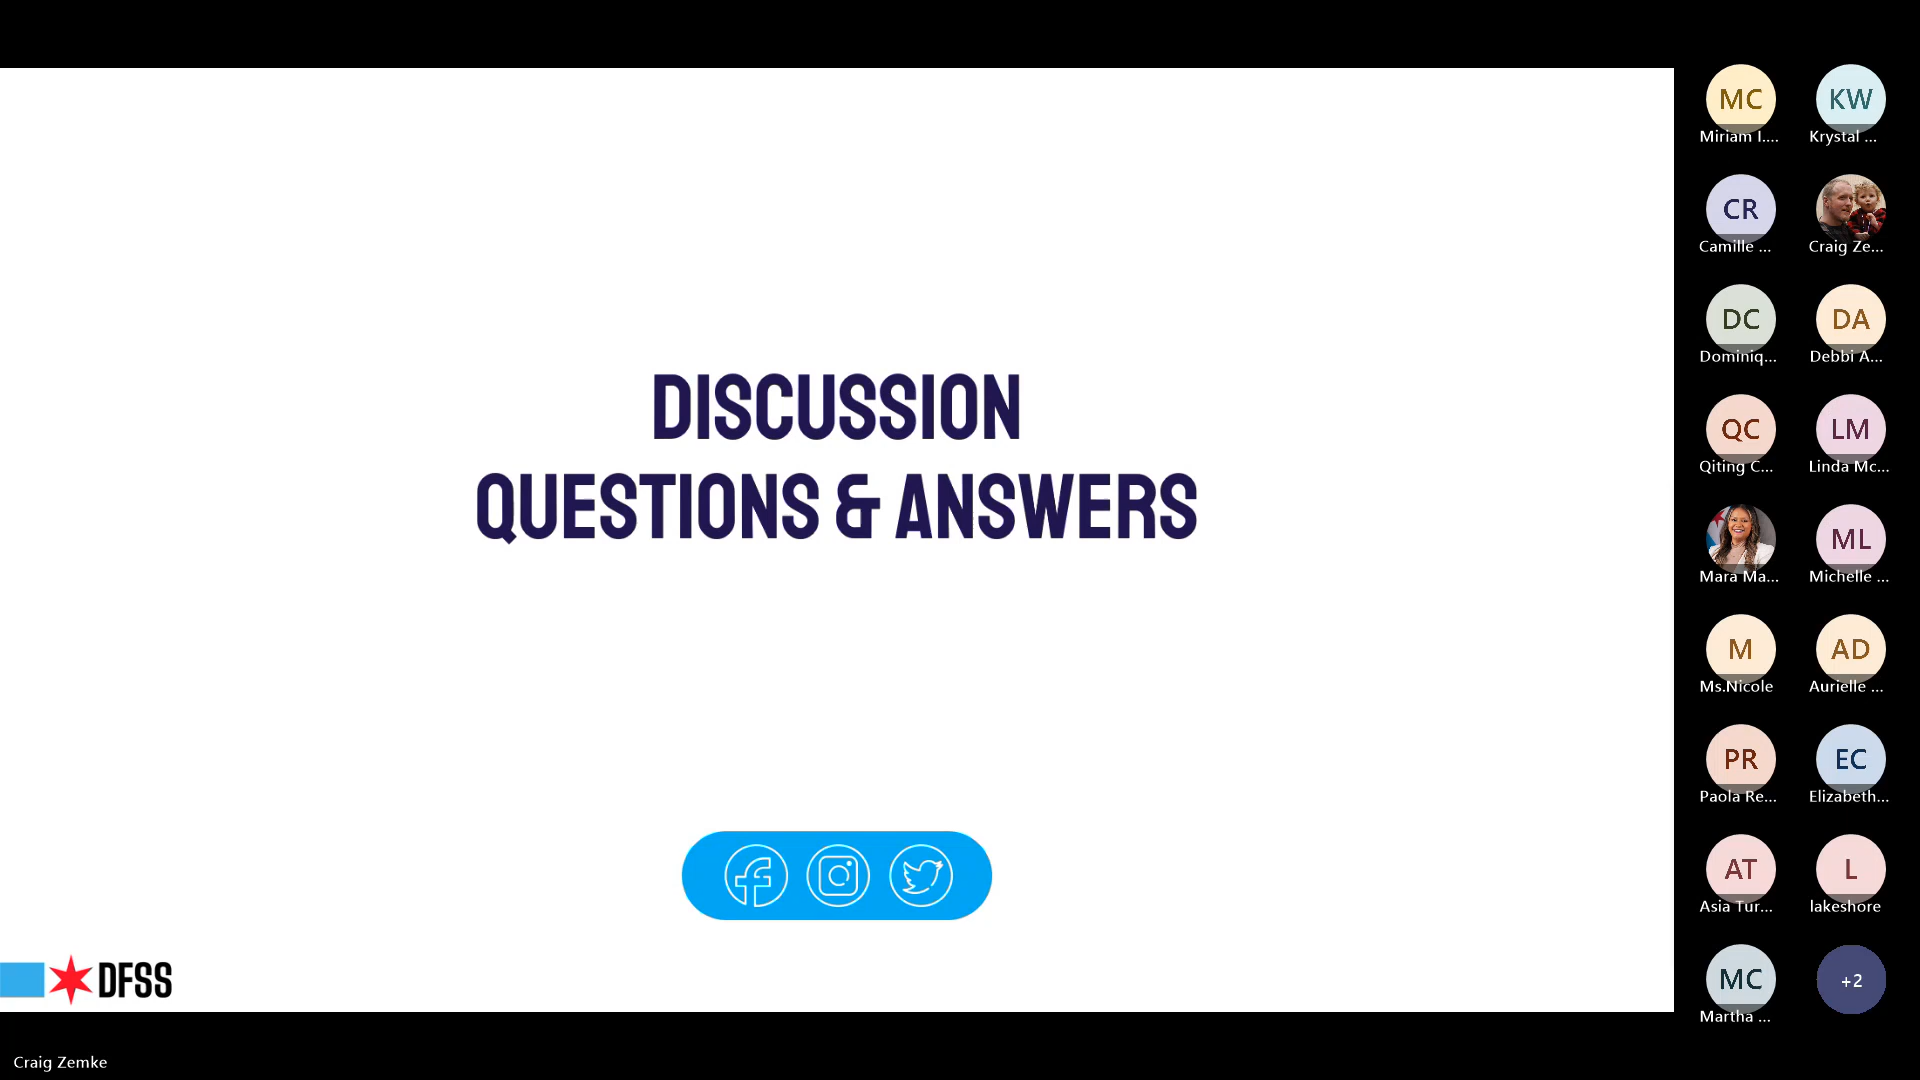 DISCUSSION
QUESTIONS & ANSWERS
DFSS
Craig Zemke
MC
Miriam I....
KW
Krystal ...
CR
Camille ...
Craig Ze...
DC
Dominiq...
DA
Debbi A...
QC
Qiting C...
LM
Linda Mc...
Mara Ma...
ML
Michelle ...
M
Ms.Nicole
AD
Aurielle ...
PR
Paola Re...
EC
Elizabeth...
AT
Asia Tur...
L
lakeshore
MC
Martha ...
+2